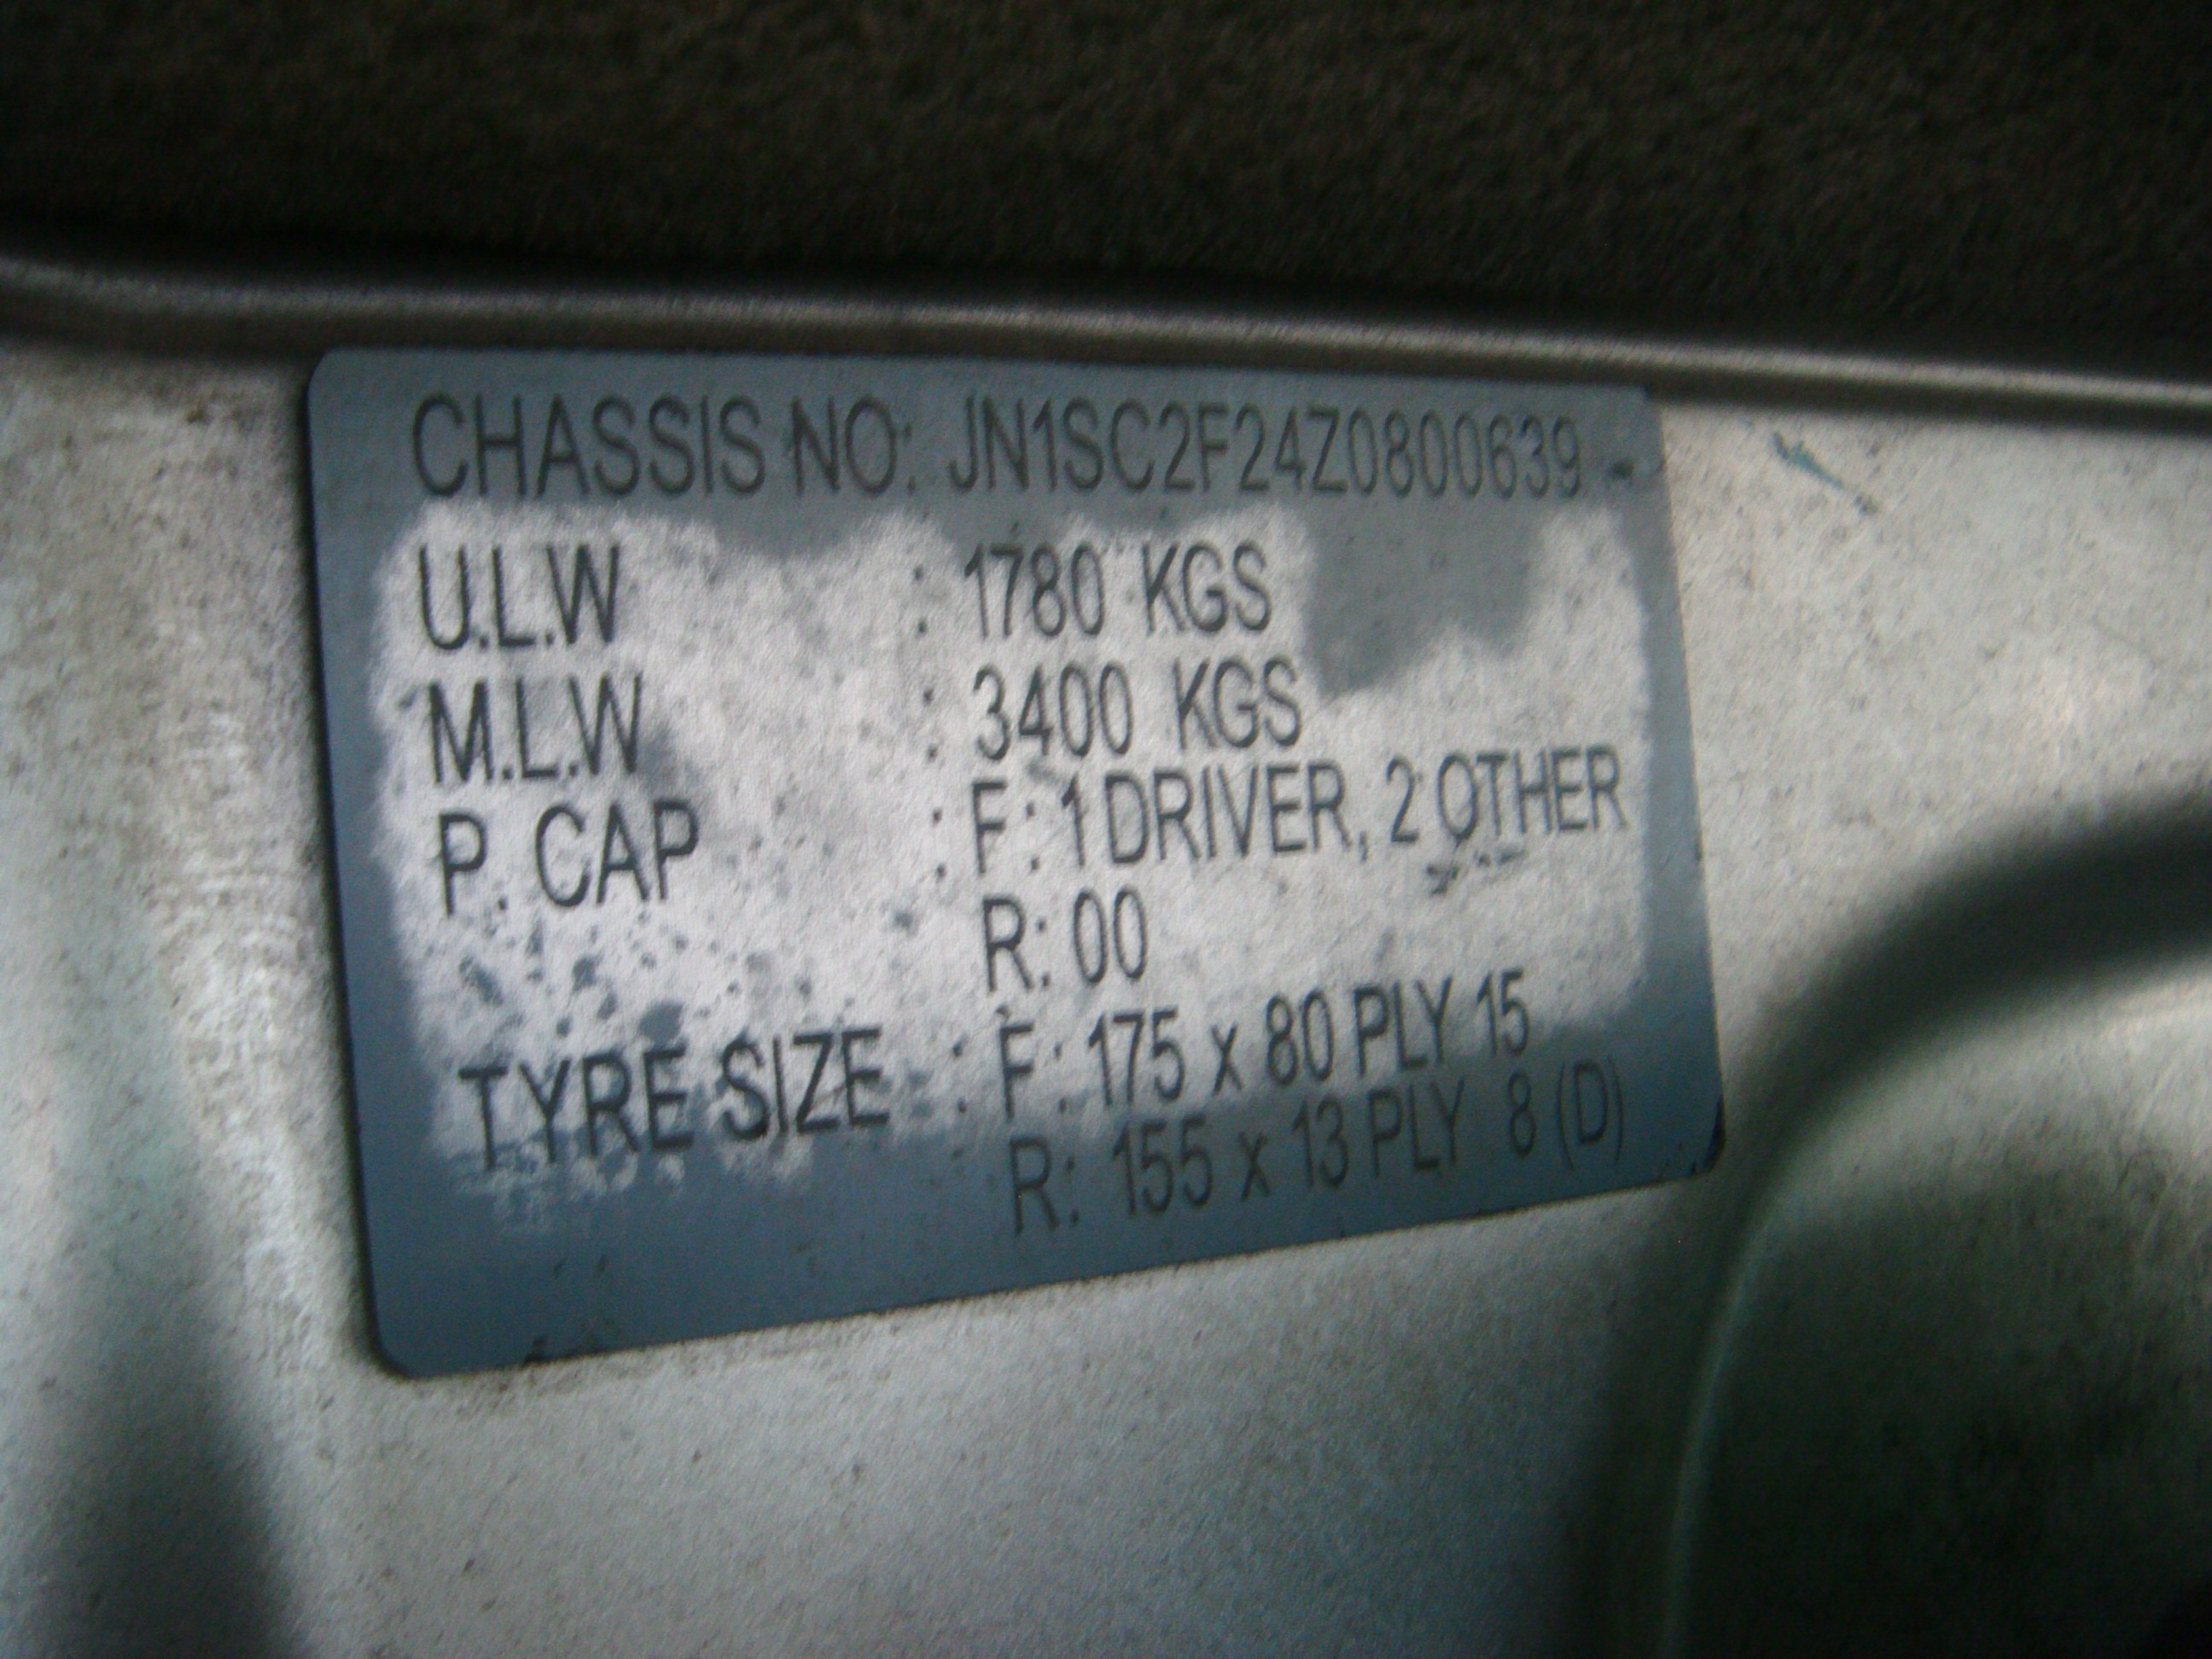 CHASSIS NO: JN1SC2F24Z0800639
U.L.W : 1780 KGS
M.L.W : 3400 KGS
P. CAP : F: 1 DRIVER, 2 OTHER
R: 00
TYRE SIZE : F: 175 x 80 PLY 15
R: 155 x 13 PLY 8 (D)